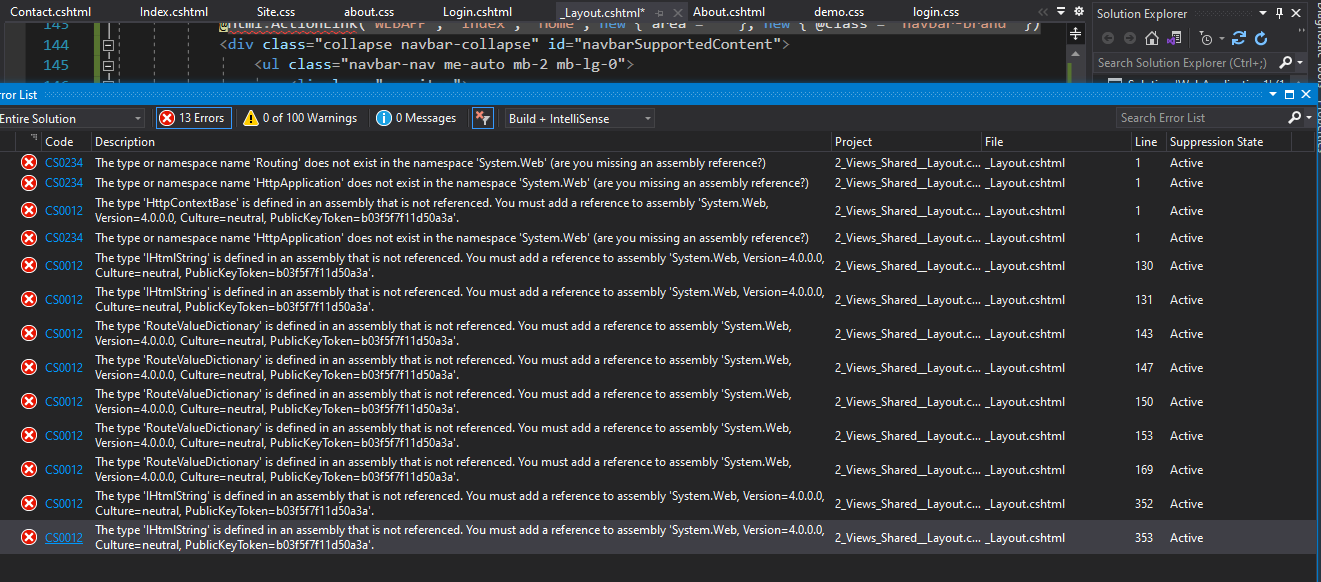 Contact.cshtml Index.cshtml Site.css about.css Login.cshtml _Layout.cshtml* About.cshtml demo.css login.css
Solution Explorer
143 @Html.ActionLink("WEBAPP", "Index", "Home", new { area = "" }, new { @class = "navbar-brand" })
144 <div class="collapse navbar-collapse" id="navbarSupportedContent">
145 <ul class="navbar-nav me-auto mb-2 mb-lg-0">
Search Solution Explorer (Ctrl+;)
rror List
ntire Solution 13 Errors 0 of 100 Warnings 0 Messages Build + IntelliSense Search Error List
Code Description Project File Line Suppression State
CS0234 The type or namespace name 'Routing' does not exist in the namespace 'System.Web' (are you missing an assembly reference?) 2_Views_Shared__Layout.c... _Layout.cshtml 1 Active
CS0234 The type or namespace name 'HttpApplication' does not exist in the namespace 'System.Web' (are you missing an assembly reference?) 2_Views_Shared__Layout.c... _Layout.cshtml 1 Active
CS0012 The type 'HttpContextBase' is defined in an assembly that is not referenced. You must add a reference to assembly 'System.Web,
Version=4.0.0.0, Culture=neutral, PublicKeyToken=b03f5f7f11d50a3a'. 2_Views_Shared__Layout.c... _Layout.cshtml 1 Active
CS0234 The type or namespace name 'HttpApplication' does not exist in the namespace 'System.Web' (are you missing an assembly reference?) 2_Views_Shared__Layout.c... _Layout.cshtml 1 Active
CS0012 The type 'IHtmlString' is defined in an assembly that is not referenced. You must add a reference to assembly 'System.Web, Version=4.0.0.0,
Culture=neutral, PublicKeyToken=b03f5f7f11d50a3a'. 2_Views_Shared__Layout.c... _Layout.cshtml 130 Active
CS0012 The type 'IHtmlString' is defined in an assembly that is not referenced. You must add a reference to assembly 'System.Web, Version=4.0.0.0,
Culture=neutral, PublicKeyToken=b03f5f7f11d50a3a'. 2_Views_Shared__Layout.c... _Layout.cshtml 131 Active
CS0012 The type 'RouteValueDictionary' is defined in an assembly that is not referenced. You must add a reference to assembly 'System.Web,
Version=4.0.0.0, Culture=neutral, PublicKeyToken=b03f5f7f11d50a3a'. 2_Views_Shared__Layout.c... _Layout.cshtml 143 Active
CS0012 The type 'RouteValueDictionary' is defined in an assembly that is not referenced. You must add a reference to assembly 'System.Web,
Version=4.0.0.0, Culture=neutral, PublicKeyToken=b03f5f7f11d50a3a'. 2_Views_Shared__Layout.c... _Layout.cshtml 147 Active
CS0012 The type 'RouteValueDictionary' is defined in an assembly that is not referenced. You must add a reference to assembly 'System.Web,
Version=4.0.0.0, Culture=neutral, PublicKeyToken=b03f5f7f11d50a3a'. 2_Views_Shared__Layout.c... _Layout.cshtml 150 Active
CS0012 The type 'RouteValueDictionary' is defined in an assembly that is not referenced. You must add a reference to assembly 'System.Web,
Version=4.0.0.0, Culture=neutral, PublicKeyToken=b03f5f7f11d50a3a'. 2_Views_Shared__Layout.c... _Layout.cshtml 153 Active
CS0012 The type 'RouteValueDictionary' is defined in an assembly that is not referenced. You must add a reference to assembly 'System.Web,
Version=4.0.0.0, Culture=neutral, PublicKeyToken=b03f5f7f11d50a3a'. 2_Views_Shared__Layout.c... _Layout.cshtml 169 Active
CS0012 The type 'IHtmlString' is defined in an assembly that is not referenced. You must add a reference to assembly 'System.Web, Version=4.0.0.0,
Culture=neutral, PublicKeyToken=b03f5f7f11d50a3a'. 2_Views_Shared__Layout.c... _Layout.cshtml 352 Active
CS0012 The type 'IHtmlString' is defined in an assembly that is not referenced. You must add a reference to assembly 'System.Web, Version=4.0.0.0,
Culture=neutral, PublicKeyToken=b03f5f7f11d50a3a'. 2_Views_Shared__Layout.c... _Layout.cshtml 353 Active